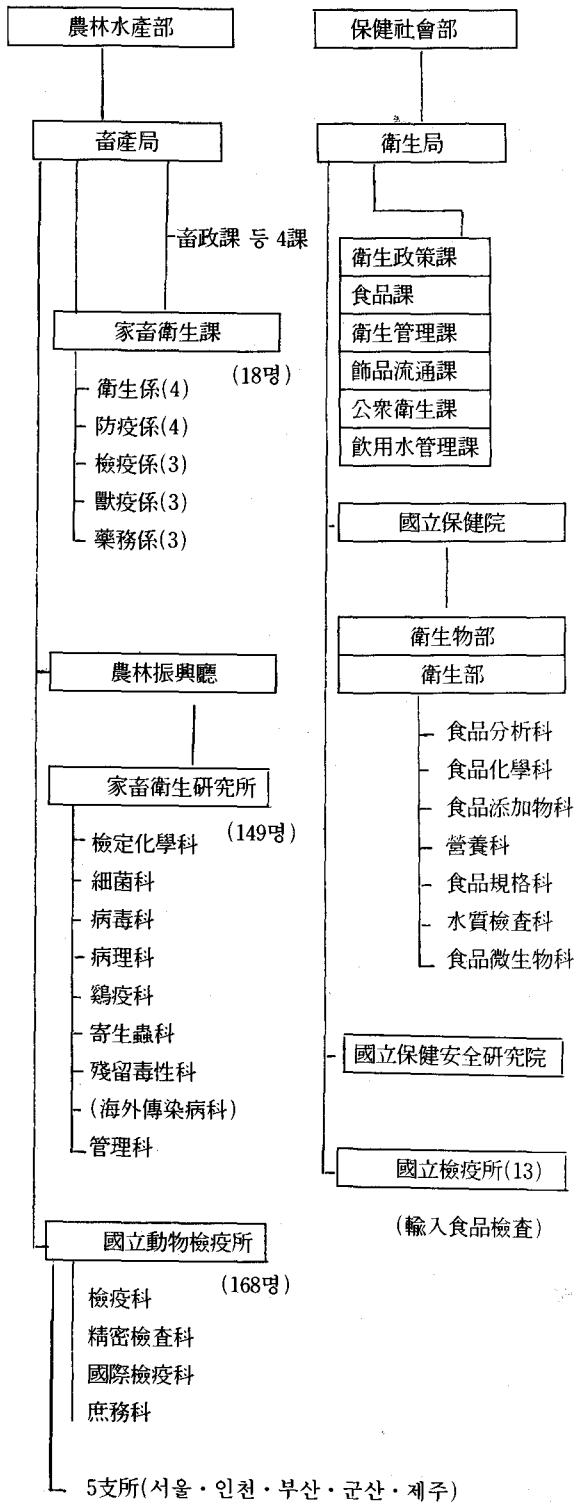 農林水產部
畜產局
畜政課 등 4課
家畜衛生課
(18명)
衛生係(4)
防疫係(4)
檢疫係(3)
獸疫係(3)
藥務係(3)
農林振興廳
家畜衛生硏究所
(149명)
檢定化學科
細菌科
病毒科
病理科
鷄疫科
寄生蟲科
殘留毒性科
(海外傳染病科)
管理科
國立動物檢疫所
(168명)
檢疫科
精密檢査科
國際檢疫科
庶務科
5支所(서울・인천・부산・군산・제주)
保健社會部
衛生局
衛生政策課
食品課
衛生管理課
飾品流通課
公衆衛生課
飮用水管理課
國立保健院
衛生物部
衛生部
食品分析科
食品化學科
食品添加物科
營養科
食品規格科
水質檢査科
食品微生物科
國立保健安全硏究院
國立檢疫所(13)
(輸入食品檢査)